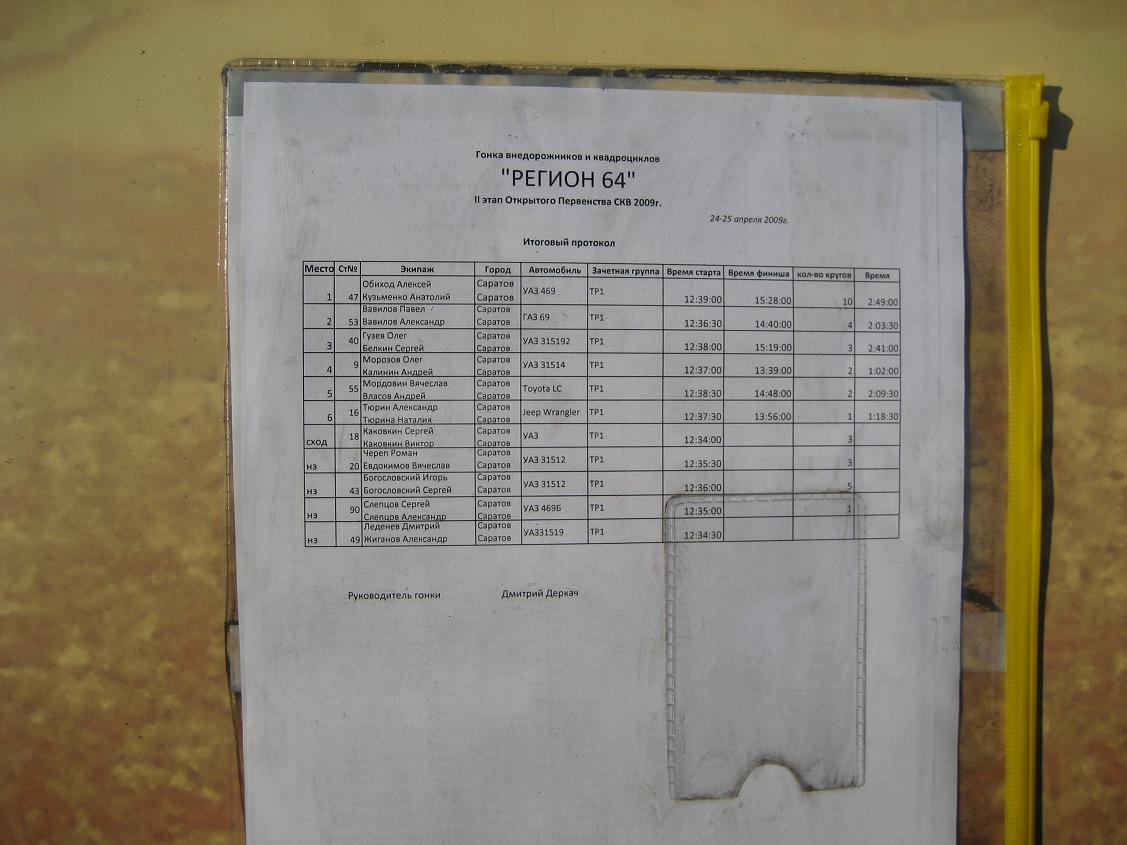 Гонка внедорожников и квадроциклов
"РЕГИОН 64"
II этап Открытого Первенства СКВ 2009г.
24-25 апреля 2009г.
Итоговый протокол
Место Ст№ Экипаж Город Автомобиль Зачетная группа Время старта Время финиша кол-во кругов Время
Обиход Алексей Саратов
1 47 Кузьменко Анатолий Саратов УАЗ 469 ТР1 12:39:00 15:28:00 10 2:49:00
Вавилов Павел Саратов
2 53 Вавилов Александр Саратов ГАЗ 69 ТР1 12:36:30 14:40:00 4 2:03:30
Гузев Олег Саратов
3 40 Белкин Сергей Саратов УАЗ 315192 ТР1 12:38:00 15:19:00 3 2:41:00
Морозов Олег Саратов
4 9 Калинин Андрей Саратов УАЗ 31514 ТР1 12:37:00 13:39:00 2 1:02:00
Мордовин Вячеслав Саратов
5 55 Власов Андрей Саратов Toyota LC ТР1 12:38:30 14:48:00 2 2:09:30
Тюрин Александр Саратов
6 16 Тюрина Наталия Саратов Jeep Wrangler ТР1 12:37:30 13:56:00 1 1:18:30
Каковкин Сергей Саратов
сход 18 Каковкин Виктор Саратов УАЗ ТР1 12:34:00 3
Череп Роман Саратов
нз 20 Евдокимов Вячеслав Саратов УАЗ 31512 ТР1 12:35:30 3
Богословский Игорь Саратов
нз 43 Богословский Сергей Саратов УАЗ 31512 ТР1 12:36:00 5
Слепцов Сергей Саратов
нз 90 Слепцов Александр Саратов УАЗ 469Б ТР1 12:35:00 1
Леденев Дмитрий Саратов
нз 49 Жиганов Александр Саратов УАЗ31519 ТР1 12:34:30
Руководитель гонки Дмитрий Деркач